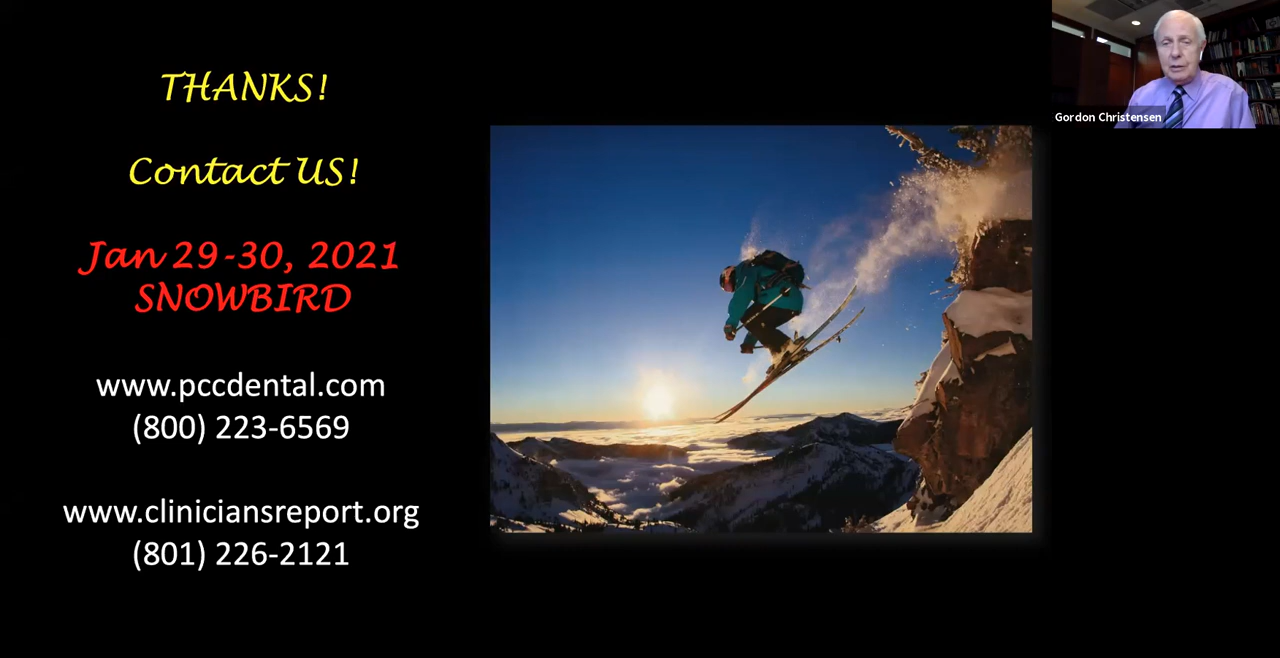 THANKS!
Contact US!
Jan 29-30, 2021
SNOWBIRD
www.pccdental.com
(800) 223-6569
www.cliniciansreport.org
(801) 226-2121
Gordon Christensen